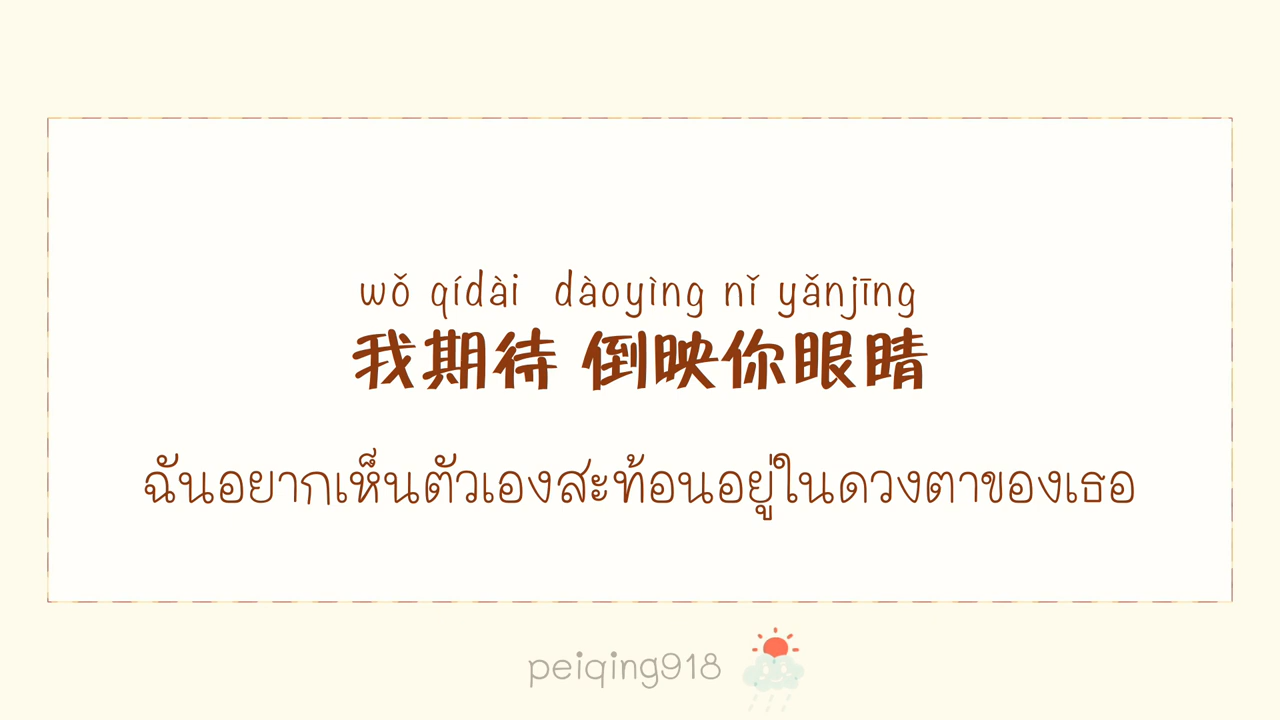 wǒ qídài dàoyìng nǐ yǎnjīng
我期待 倒映你眼睛
ฉันอยากเห็นตัวเองสะท้อนอยู่ในดวงตาของเธอ
peiqing918